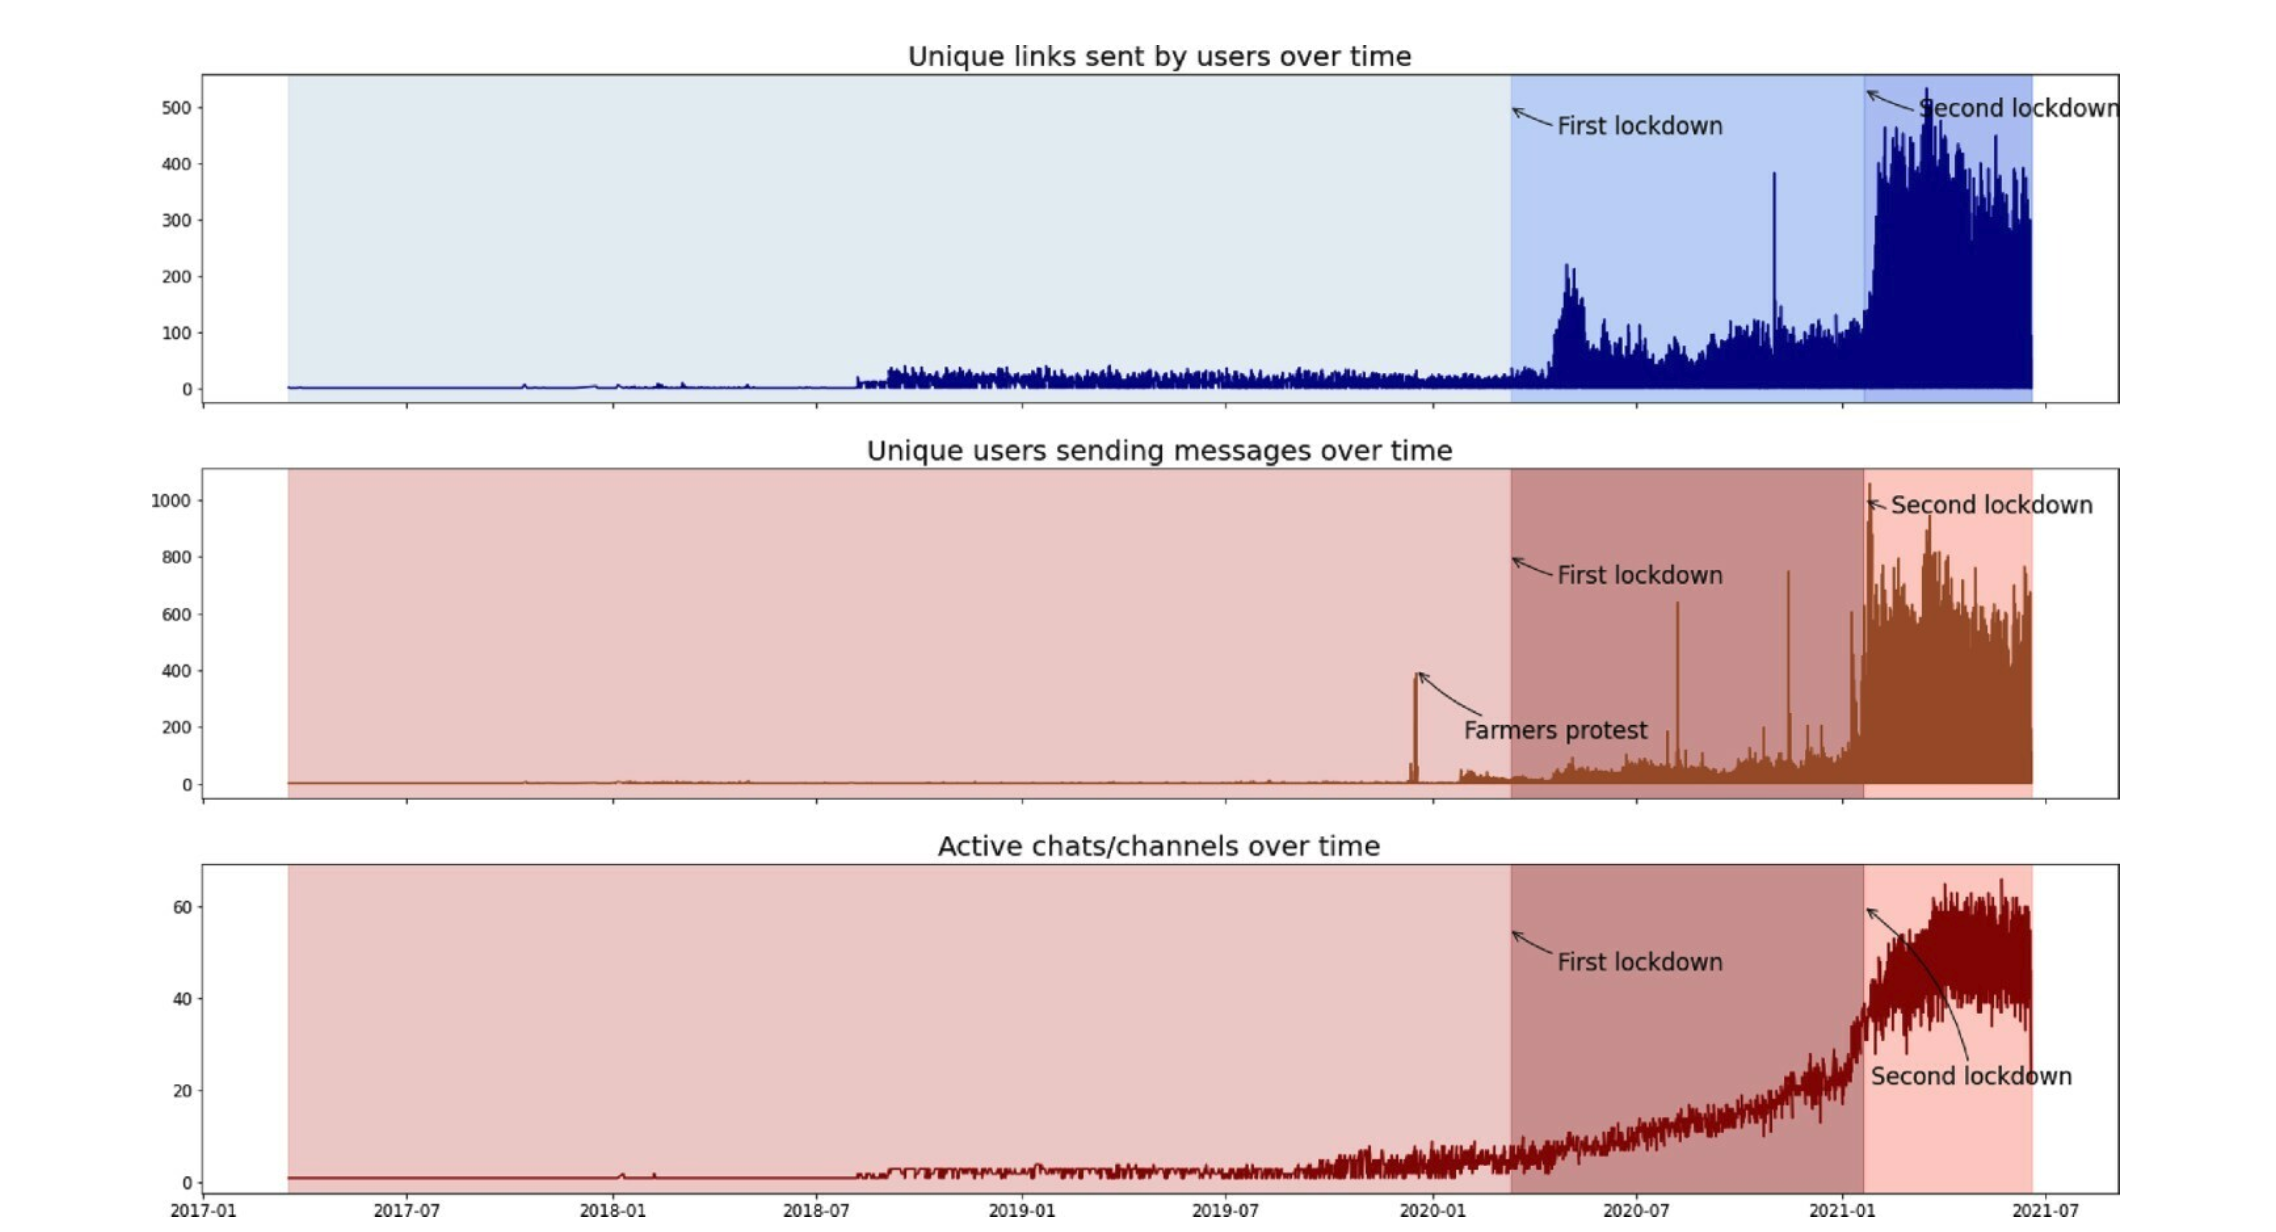 Unique links sent by users over time
500
400
300
200
100
0
First lockdown
Second lockdown
Unique users sending messages over time
1000
800
600
400
200
0
Second lockdown
First lockdown
Farmers protest
Active chats/channels over time
60
40
20
0
First lockdown
Second lockdown
2017-01 2017-07 2018-01 2018-07 2019-01 2019-07 2020-01 2020-07 2021-01 2021-07